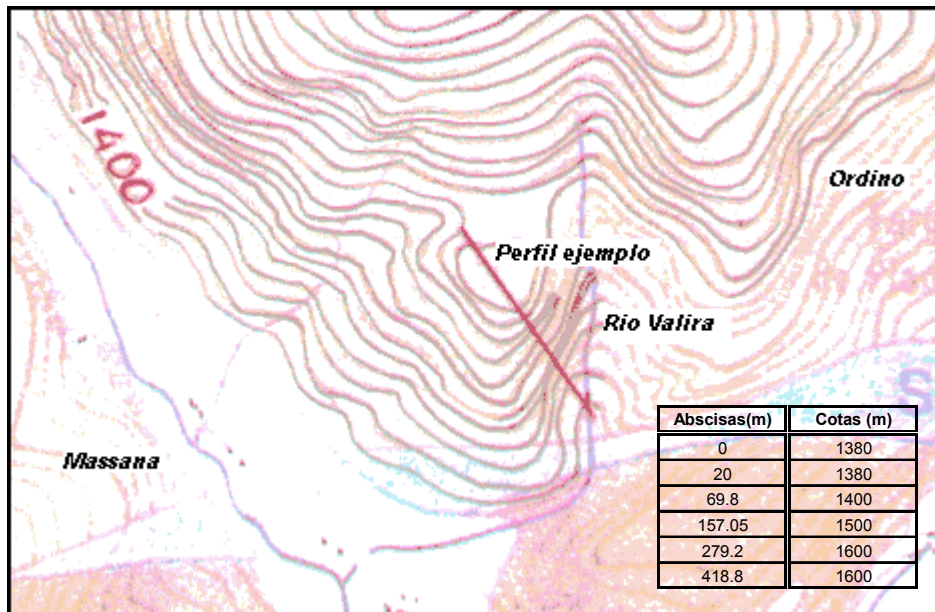 1400
Ordino
Perfil ejemplo
Rio Valira
S
Massana
Abscisas(m) Cotas (m)
0 1380
20 1380
69.8 1400
157.05 1500
279.2 1600
418.8 1600